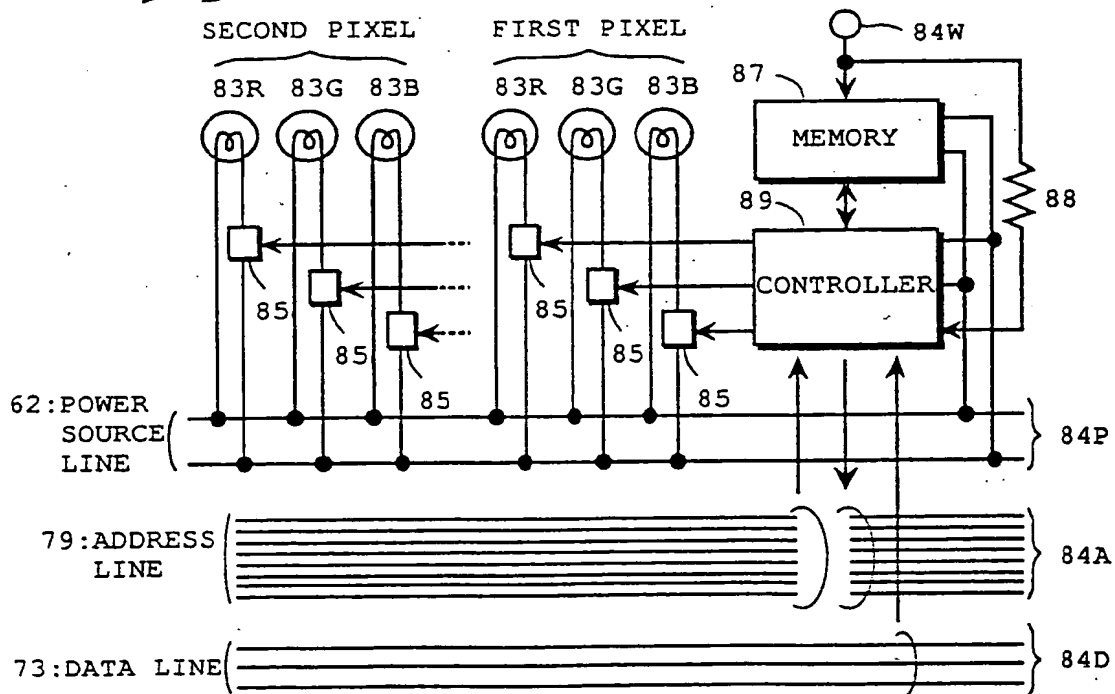 SECOND PIXEL
FIRST PIXEL
84W
83R 83G 83B
83R 83G 83B
87
MEMORY
88
89
CONTROLLER
85
85
85
85
85
85
62:POWER
SOURCE
LINE
84P
79:ADDRESS
LINE
84A
73:DATA LINE
84D